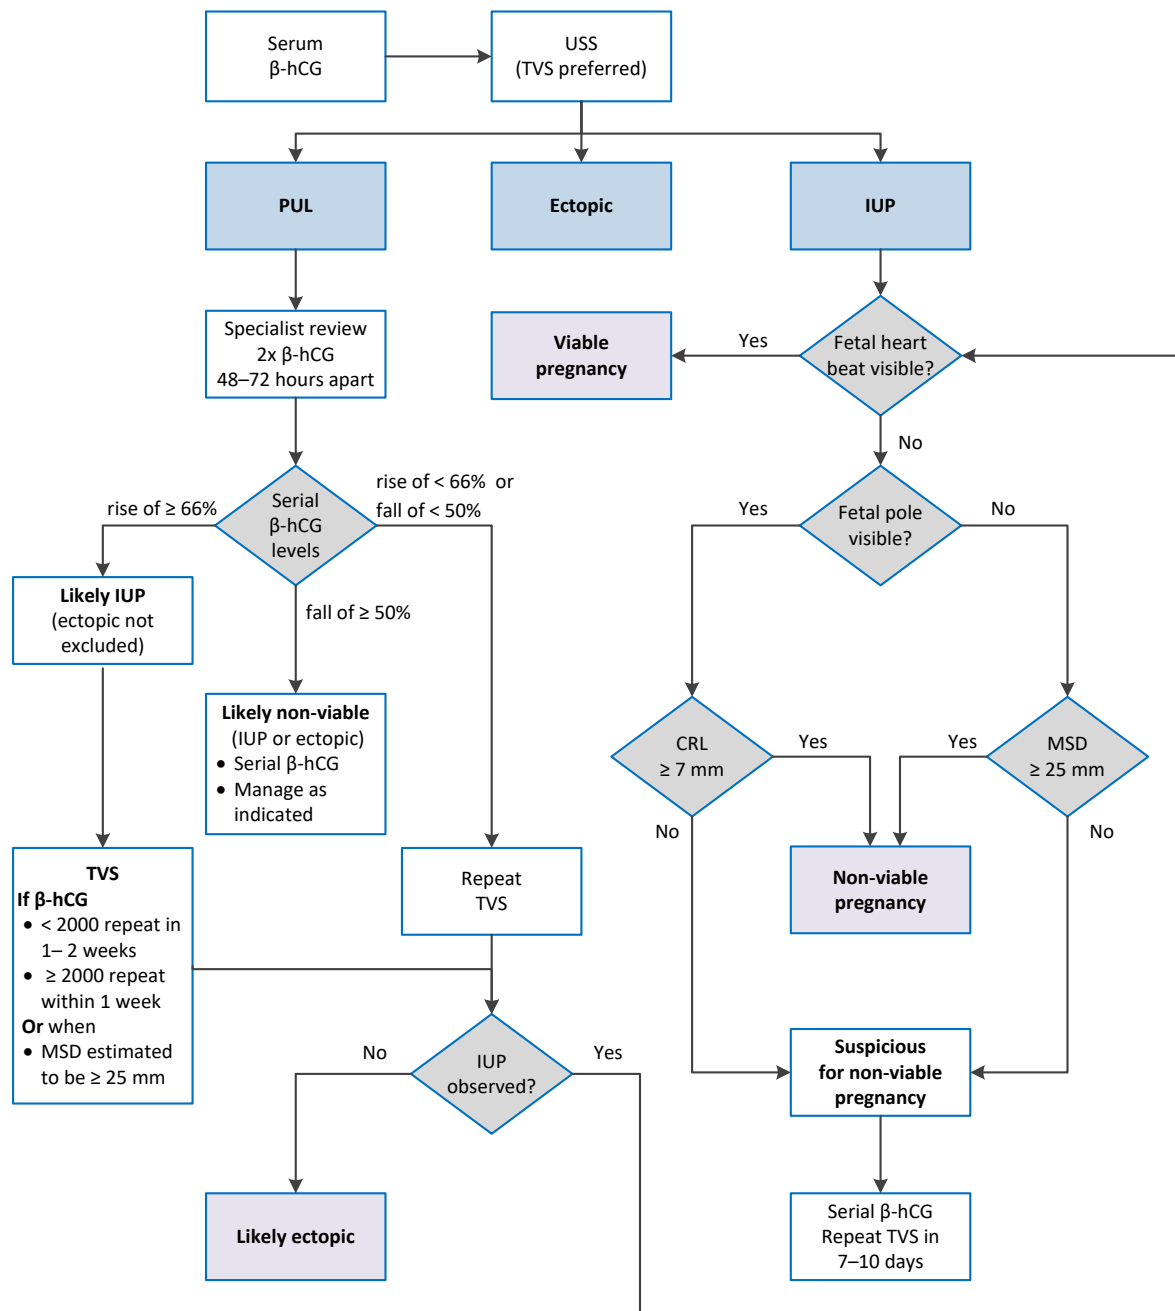 Serum
β-hCG
USS
(TVS preferred)
PUL
Ectopic
IUP
Specialist review
2x β-hCG
48–72 hours apart
Viable
pregnancy
Yes
Fetal heart
beat visible?
No
rise of ≥ 66%
Serial
β-hCG
levels
rise of < 66% or
fall of < 50%
Yes
Fetal pole
visible?
No
Likely IUP
(ectopic not
excluded)
fall of ≥ 50%
Likely non-viable
(IUP or ectopic)
• Serial β-hCG
• Manage as
indicated
CRL
≥ 7 mm
Yes
Yes
MSD
≥ 25 mm
No
No
TVS
If β-hCG
• < 2000 repeat in
1– 2 weeks
• ≥ 2000 repeat
within 1 week
Or when
• MSD estimated
to be ≥ 25 mm
Repeat
TVS
Non-viable
pregnancy
No
IUP
observed?
Yes
Suspicious
for non-viable
pregnancy
Likely ectopic
Serial β-hCG
Repeat TVS in
7–10 days